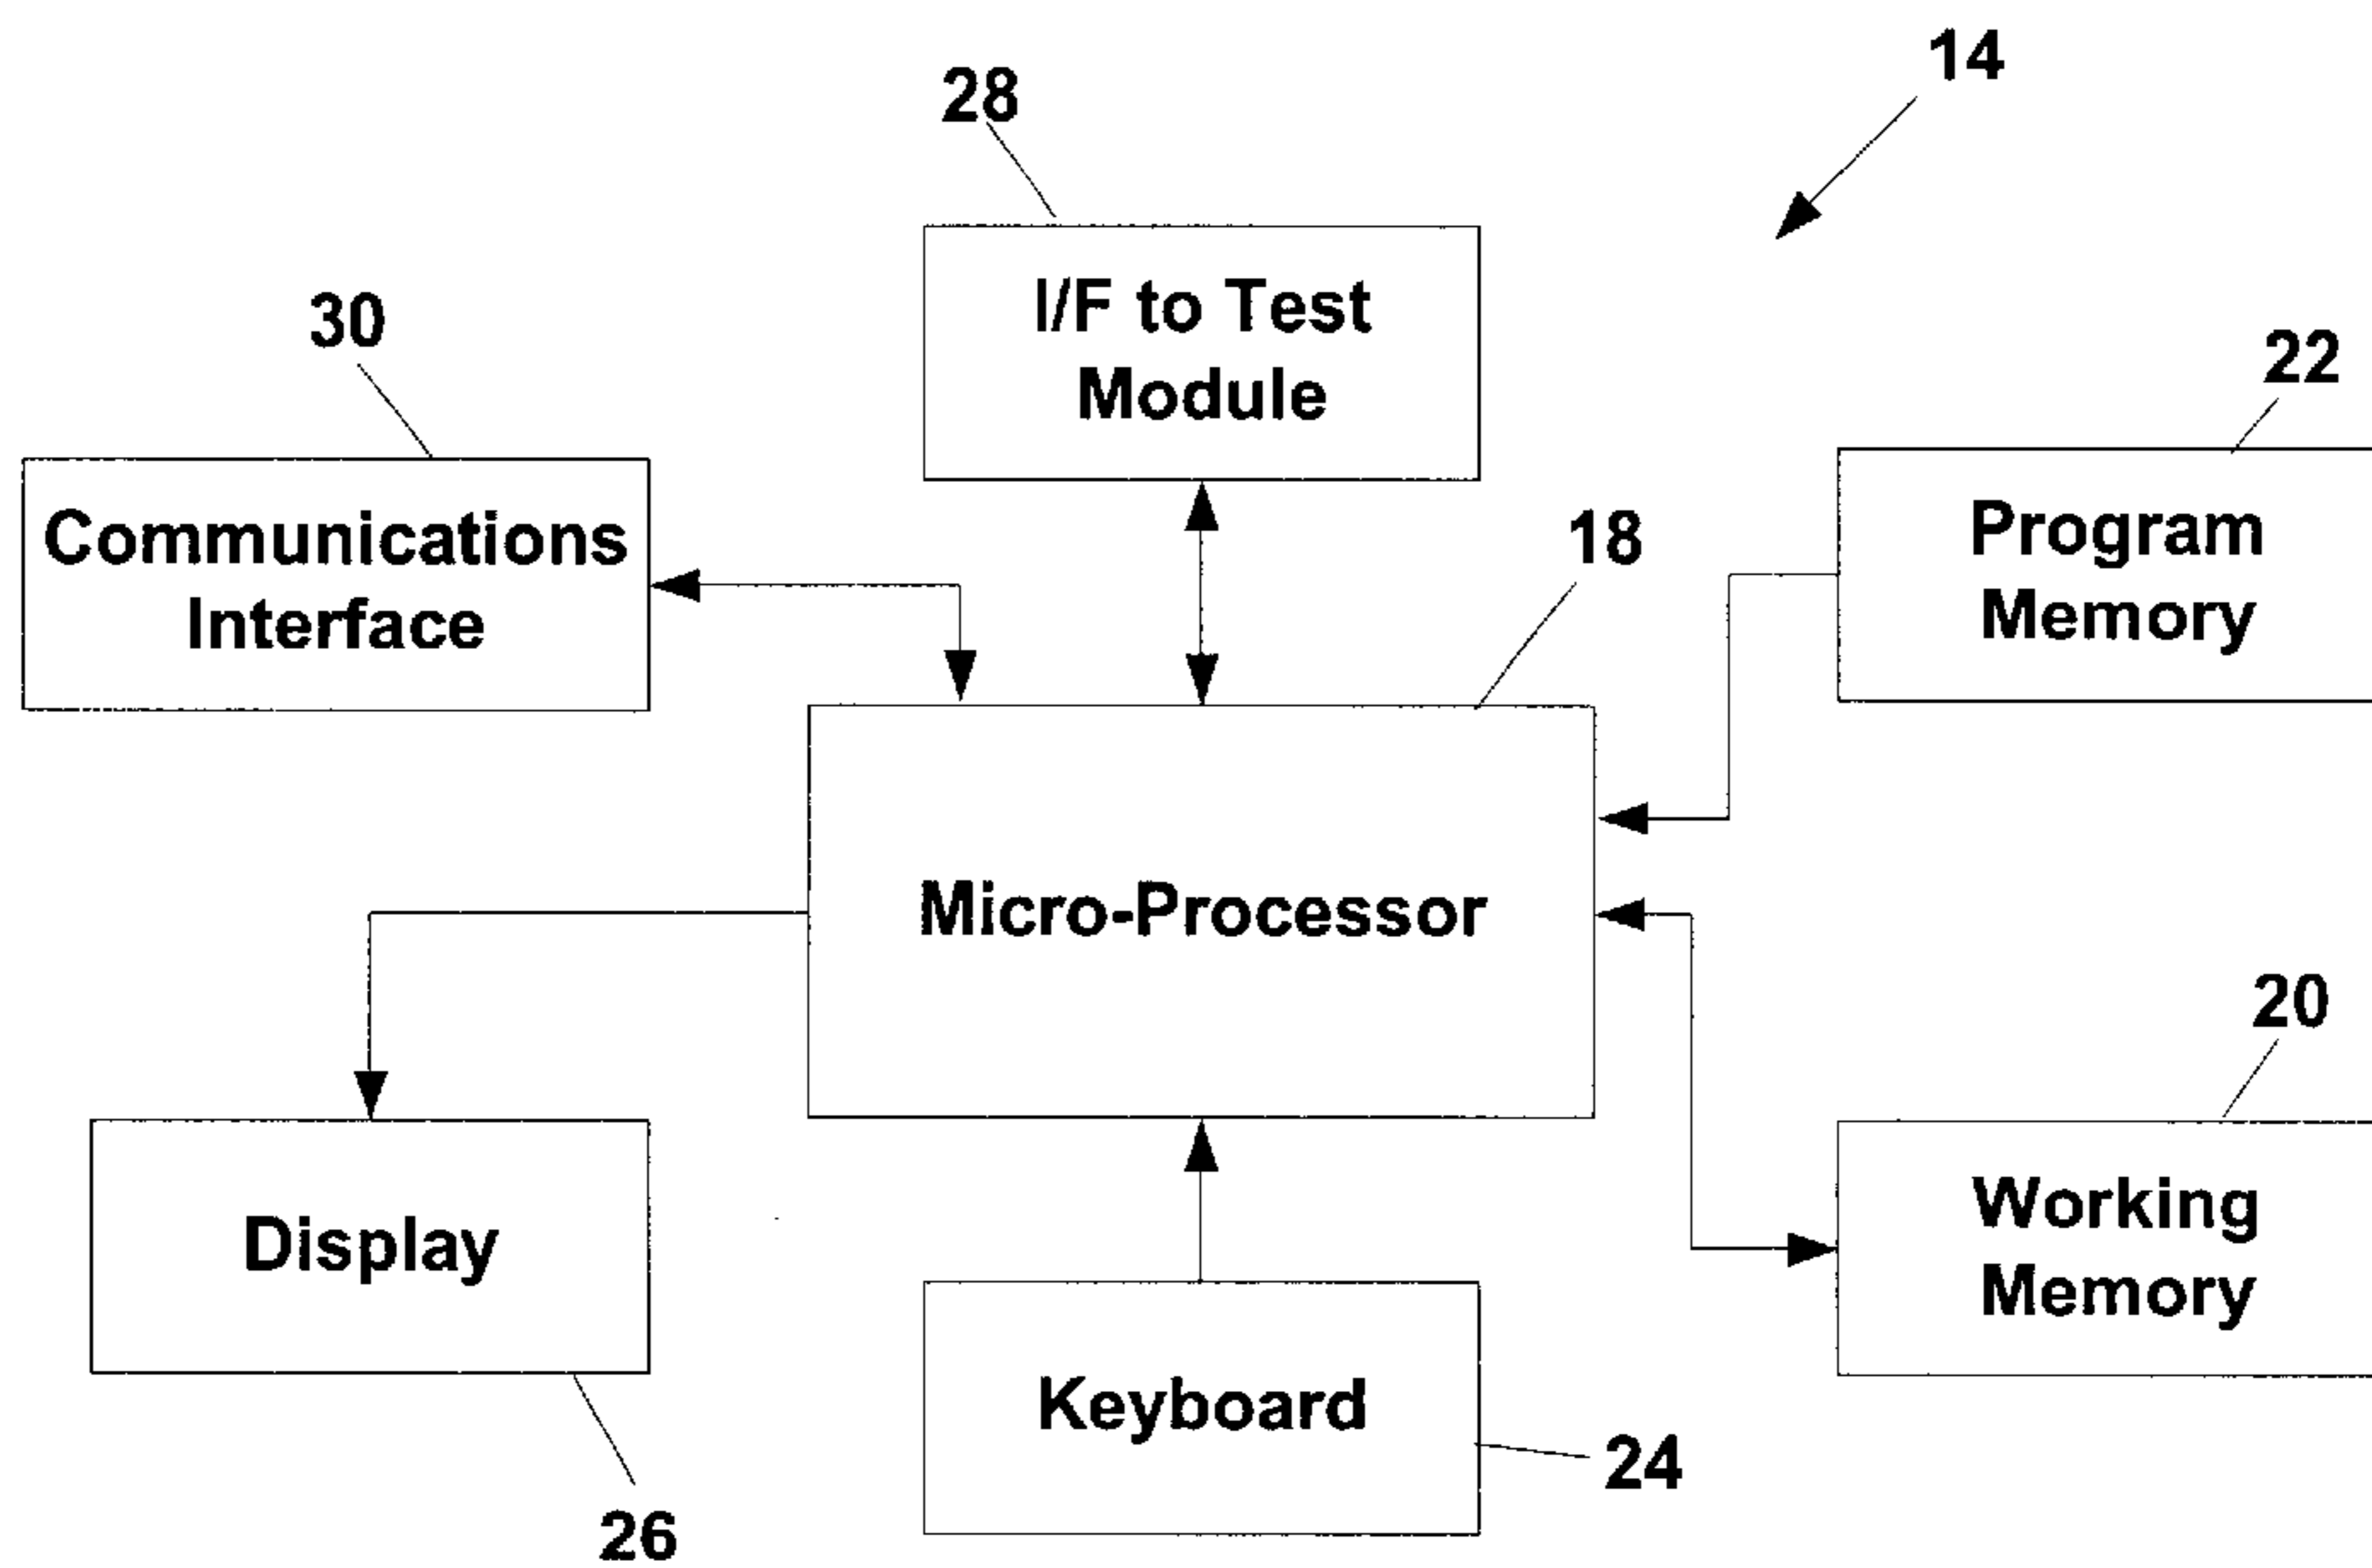 14
28
I/F to Test
Module
30
Communications
Interface
22
Program
Memory
18
Micro-Processor
20
Working
Memory
Display
26
Keyboard
24